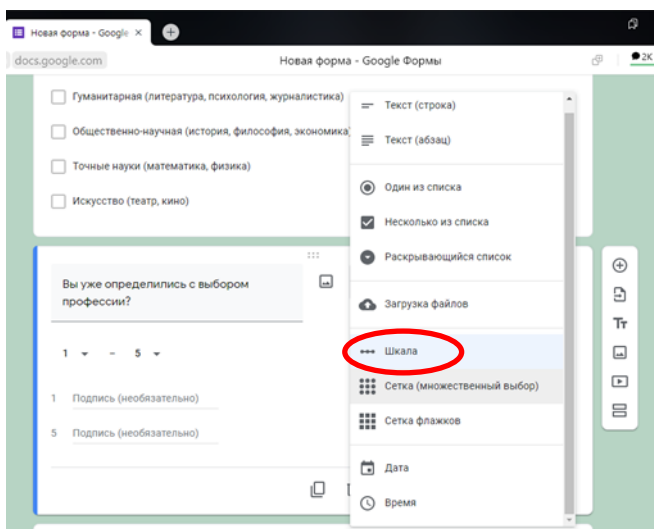 Новая форма - Google
docs.google.com
Новая форма - Google Формы
2K
Гуманитарная (литература, психология, журналистика)
Общественно-научная (история, философия, экономика)
Точные науки (математика, физика)
Искусство (театр, кино)
Текст (строка)
Текст (абзац)
Один из списка
Несколько из списка
Раскрывающийся список
Загрузка файлов
Шкала
Сетка (множественный выбор)
Сетка флажков
Дата
Время
Вы уже определились с выбором
профессии?
1 – 5
1 Подпись (необязательно)
5 Подпись (необязательно)
Тт